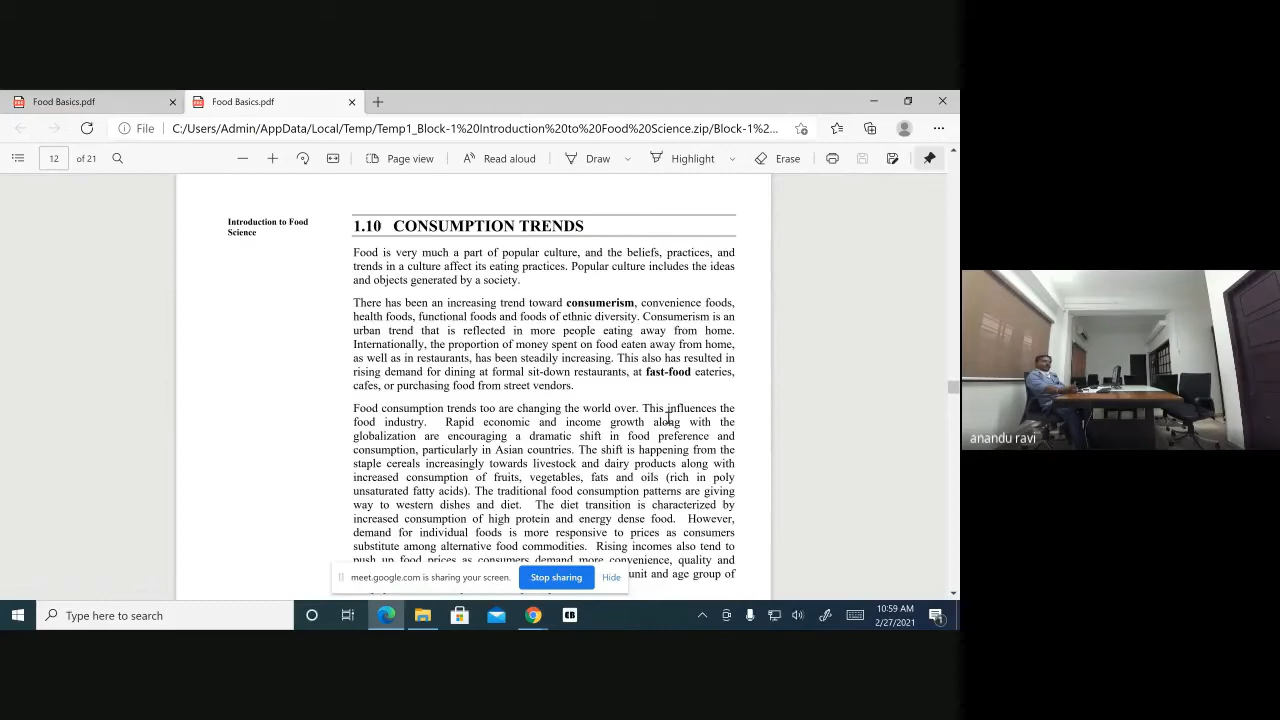 Food Basics.pdf
Food Basics.pdf
File
C:/Users/Admin/AppData/Local/Temp/Temp1_Block-1%20Introduction%20to%20Food%20Science.zip/Block-1%2...
12
of 21
Page view
Read aloud
Draw
Highlight
Erase
Introduction to Food
Science
1.10 CONSUMPTION TRENDS
Food is very much a part of popular culture, and the beliefs, practices, and
trends in a culture affect its eating practices. Popular culture includes the ideas
and objects generated by a society.
There has been an increasing trend toward consumerism, convenience foods,
health foods, functional foods and foods of ethnic diversity. Consumerism is an
urban trend that is reflected in more people eating away from home.
Internationally, the proportion of money spent on food eaten away from home,
as well as in restaurants, has been steadily increasing. This also has resulted in
rising demand for dining at formal sit-down restaurants, at fast-food eateries,
cafes, or purchasing food from street vendors.
Food consumption trends too are changing the world over. This influences the
food industry. Rapid economic and income growth along with the
globalization are encouraging a dramatic shift in food preference and
consumption, particularly in Asian countries. The shift is happening from the
staple cereals increasingly towards livestock and dairy products along with
increased consumption of fruits, vegetables, fats and oils (rich in poly
unsaturated fatty acids). The traditional food consumption patterns are giving
way to western dishes and diet. The diet transition is characterized by
increased consumption of high protein and energy dense food. However,
demand for individual foods is more responsive to prices as consumers
substitute among alternative food commodities. Rising incomes also tend to
push up food prices as consumers demand more convenience, quality and
unit and age group of
meet.google.com is sharing your screen.
Stop sharing
Hide
anandu ravi
Type here to search
10:59 AM
2/27/2021